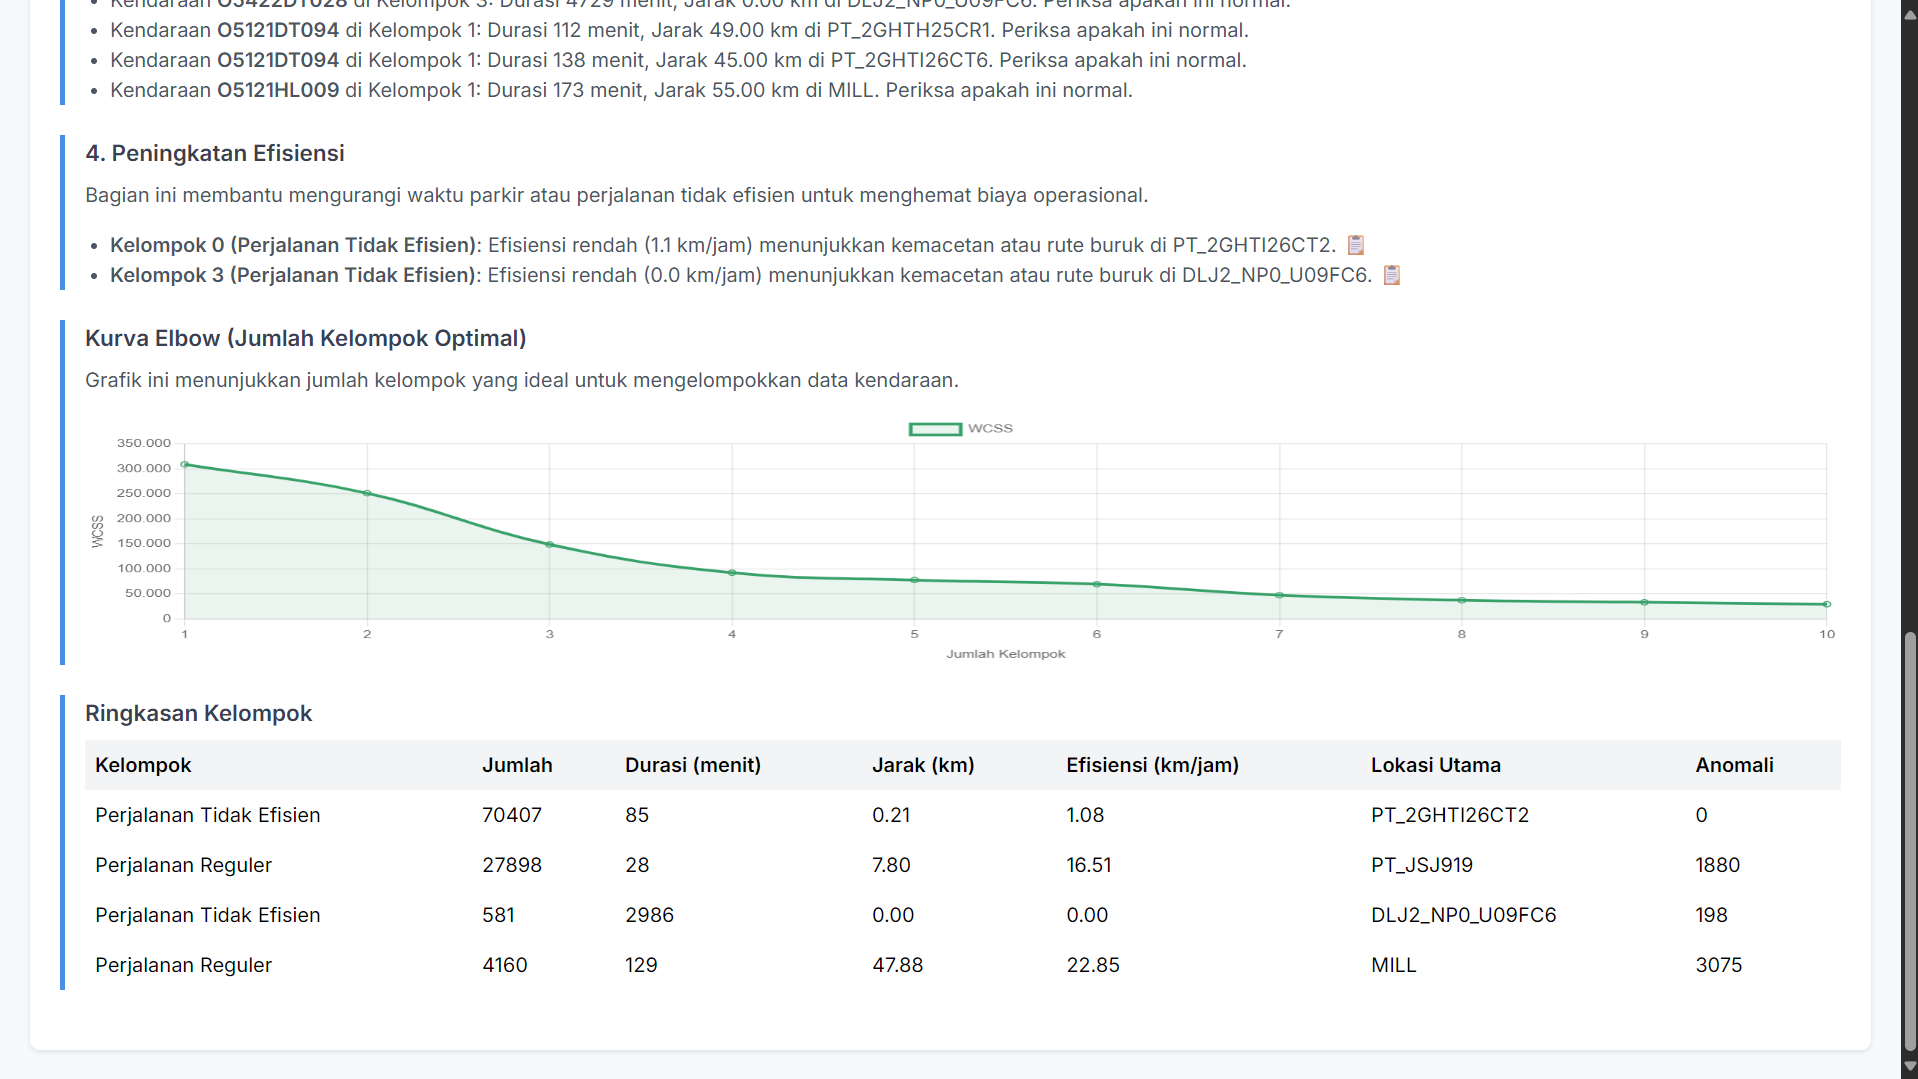 Kendaraan O5422DT028 di Kelompok 3: Durasi 4729 menit, Jarak 0.00 km di DLJ2_NP0_U09FC6. Periksa apakah ini normal.
Kendaraan O5121DT094 di Kelompok 1: Durasi 112 menit, Jarak 49.00 km di PT_2GHTH25CR1. Periksa apakah ini normal.
Kendaraan O5121DT094 di Kelompok 1: Durasi 138 menit, Jarak 45.00 km di PT_2GHTI26CT6. Periksa apakah ini normal.
Kendaraan O5121HL009 di Kelompok 1: Durasi 173 menit, Jarak 55.00 km di MILL. Periksa apakah ini normal.
4. Peningkatan Efisiensi
Bagian ini membantu mengurangi waktu parkir atau perjalanan tidak efisien untuk menghemat biaya operasional.
Kelompok 0 (Perjalanan Tidak Efisien): Efisiensi rendah (1.1 km/jam) menunjukkan kemacetan atau rute buruk di PT_2GHTI26CT2.
Kelompok 3 (Perjalanan Tidak Efisien): Efisiensi rendah (0.0 km/jam) menunjukkan kemacetan atau rute buruk di DLJ2_NP0_U09FC6.
Kurva Elbow (Jumlah Kelompok Optimal)
Grafik ini menunjukkan jumlah kelompok yang ideal untuk mengelompokkan data kendaraan.
WCSS
350.000
300.000
250.000
200.000
150.000
100.000
50.000
0
WCSS
1 2 3 4 5 6 7 8 9 10
Jumlah Kelompok
Ringkasan Kelompok
Kelompok Jumlah Durasi (menit) Jarak (km) Efisiensi (km/jam) Lokasi Utama Anomali
Perjalanan Tidak Efisien 70407 85 0.21 1.08 PT_2GHTI26CT2 0
Perjalanan Reguler 27898 28 7.80 16.51 PT_JSJ919 1880
Perjalanan Tidak Efisien 581 2986 0.00 0.00 DLJ2_NP0_U09FC6 198
Perjalanan Reguler 4160 129 47.88 22.85 MILL 3075